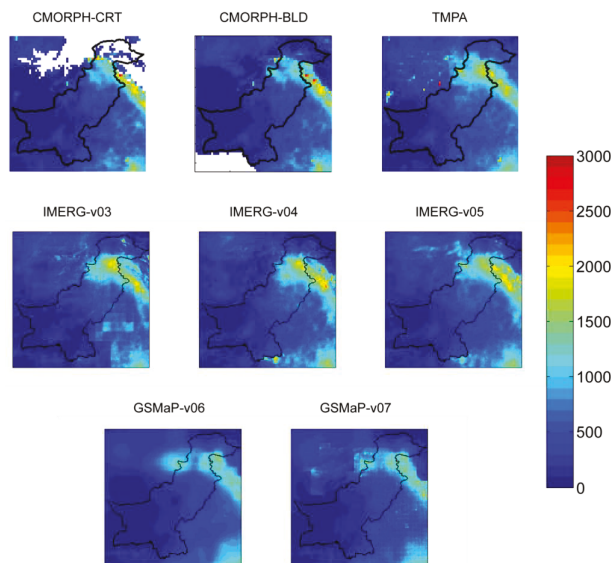 CMORPH-CRT CMORPH-BLD TMPA
IMERG-v03 IMERG-v04 IMERG-v05
GSMaP-v06 GSMaP-v07
3000
2500
2000
1500
1000
500
0